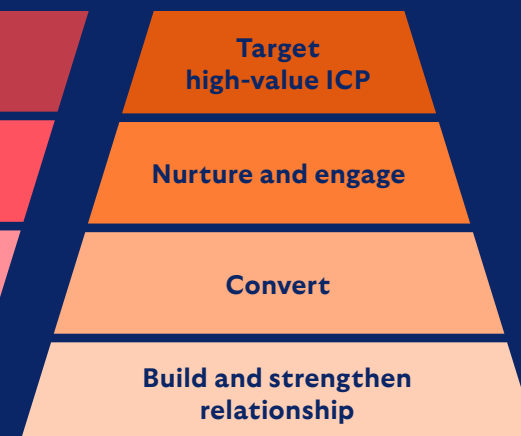 Target
high-value ICP
Nurture and engage
Convert
Build and strengthen
relationship